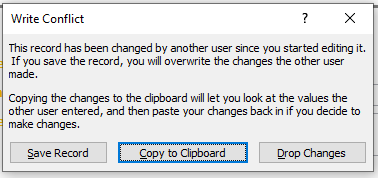 Write Conflict
? ×
This record has been changed by another user since you started editing it.
If you save the record, you will overwrite the changes the other user
made.
Copying the changes to the clipboard will let you look at the values the
other user entered, and then paste your changes back in if you decide to
make changes.
Save Record Copy to Clipboard Drop Changes